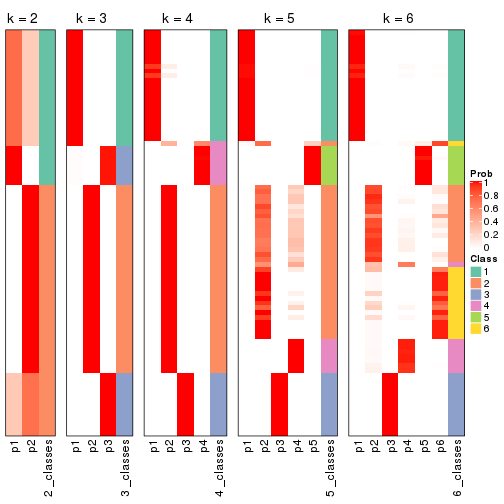 k = 2
k = 3
k = 4
k = 5
k = 6
Prob
1
0.8
0.6
0.4
0.2
0
Class
1
2
3
4
5
6
p1
p2
2_classes
p1
p2
p3
3_classes
p1
p2
p3
p4
4_classes
p1
p2
p3
p4
p5
5_classes
p1
p2
p3
p4
p5
p6
6_classes